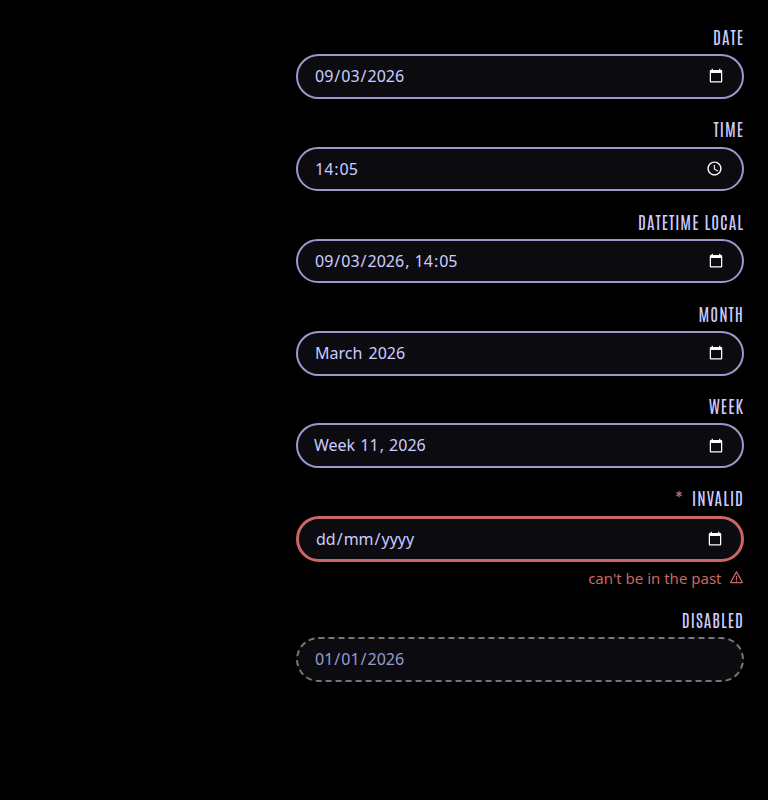 DATE
09/03/2026
TIME
14:05
DATETIME LOCAL
09/03/2026, 14:05
MONTH
March 2026
WEEK
Week 11, 2026
* INVALID
dd/mm/yyyy
can't be in the past
DISABLED
01/01/2026